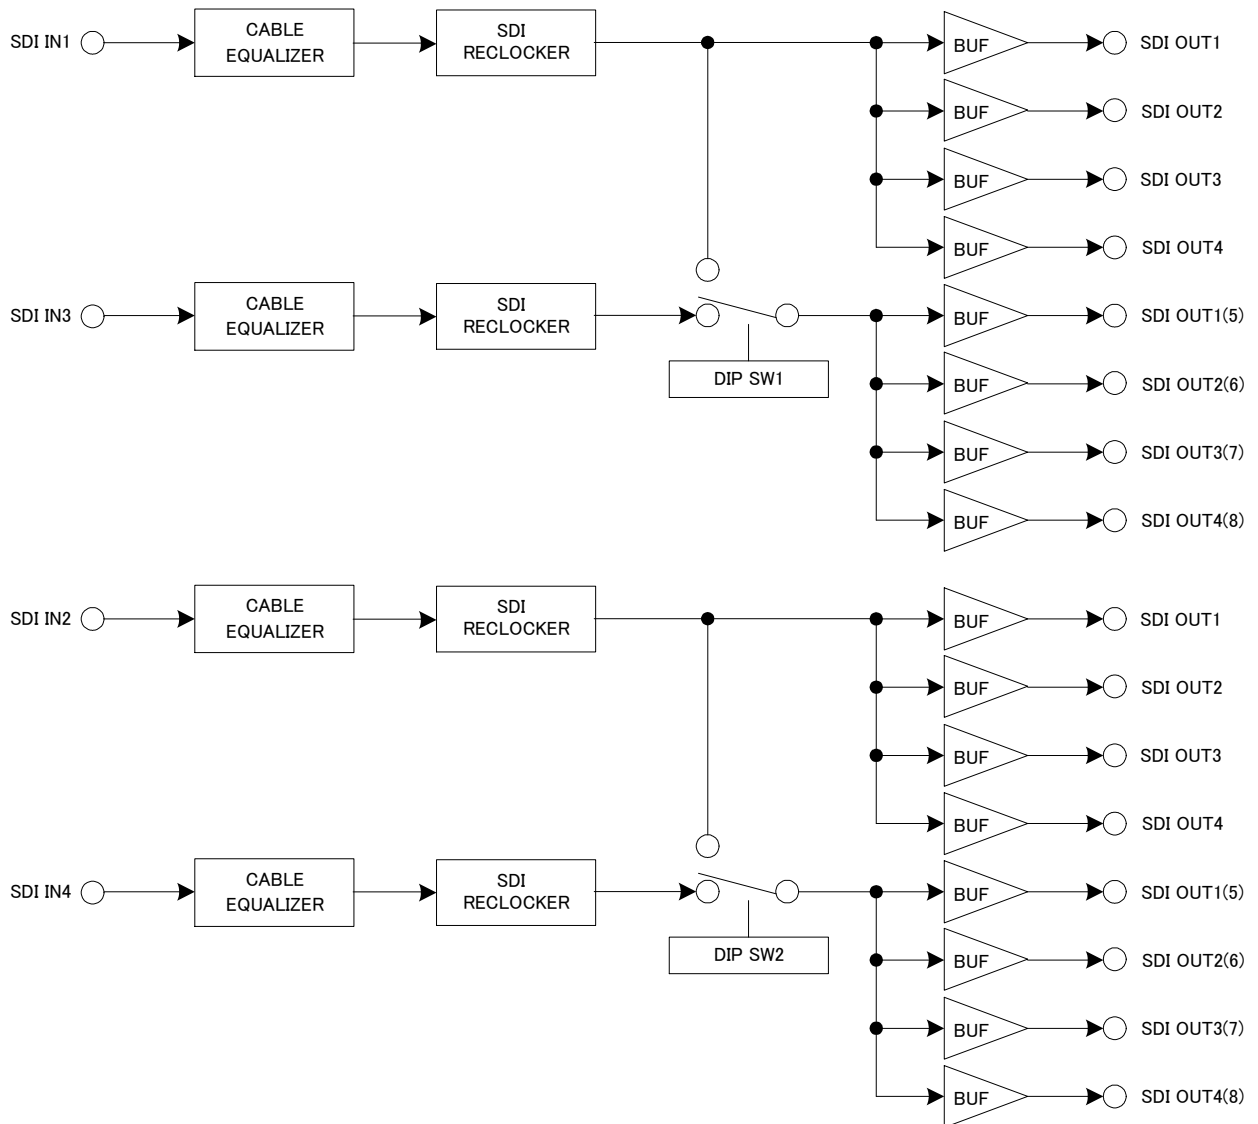 SDI IN1
CABLE
EQUALIZER
SDI
RECLOCKER
BUF
SDI OUT1
BUF
SDI OUT2
BUF
SDI OUT3
BUF
SDI OUT4
SDI IN3
CABLE
EQUALIZER
SDI
RECLOCKER
DIP SW1
BUF
SDI OUT1(5)
BUF
SDI OUT2(6)
BUF
SDI OUT3(7)
BUF
SDI OUT4(8)
SDI IN2
CABLE
EQUALIZER
SDI
RECLOCKER
BUF
SDI OUT1
BUF
SDI OUT2
BUF
SDI OUT3
BUF
SDI OUT4
SDI IN4
CABLE
EQUALIZER
SDI
RECLOCKER
DIP SW2
BUF
SDI OUT1(5)
BUF
SDI OUT2(6)
BUF
SDI OUT3(7)
BUF
SDI OUT4(8)